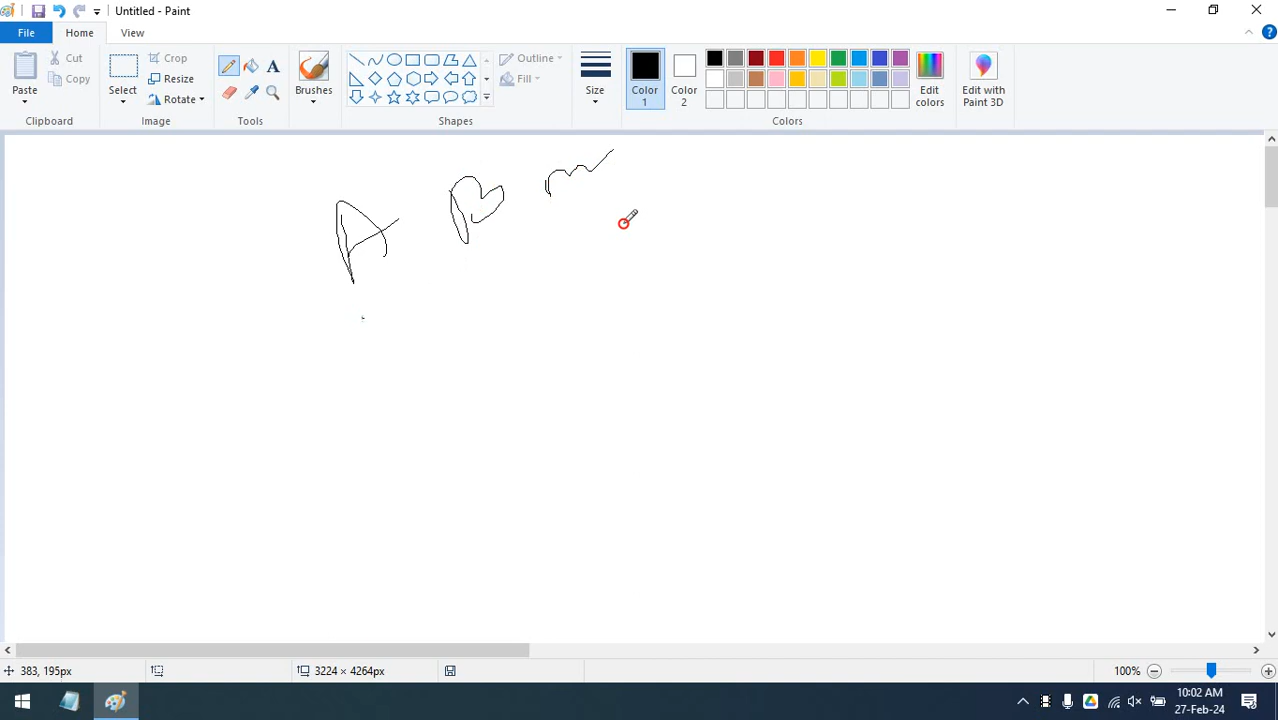 Untitled - Paint
File Home View
Paste Cut Copy Select Crop Resize Rotate Brushes Outline Fill Size Color 1 Color 2 Edit colors Edit with Paint 3D
Clipboard Image Tools Shapes Colors
A B m
383, 195px 3224 × 4264px 100%
10:02 AM
27-Feb-24